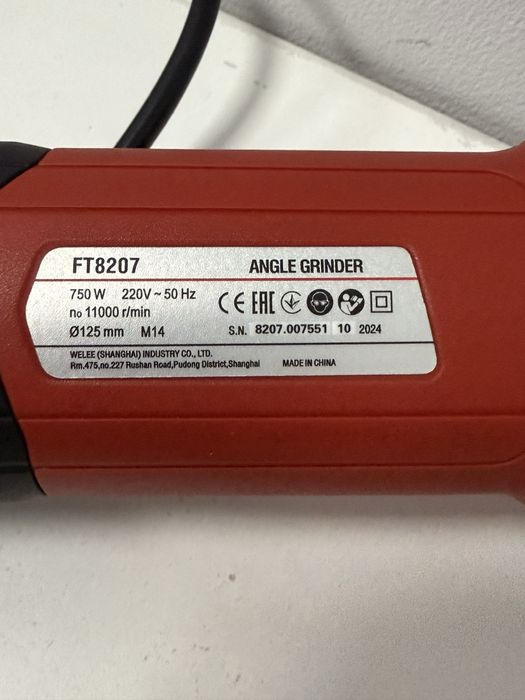 FT8207 ANGLE GRINDER
750 W 220V ~ 50 Hz
no 11000 r/min
Ø125 mm M14
CE EAC
S.N. 8207.007551 10 2024
WELEE (SHANGHAI) INDUSTRY CO., LTD.
Rm.475,no.227 Rushan Road,Pudong District,Shanghai MADE IN CHINA